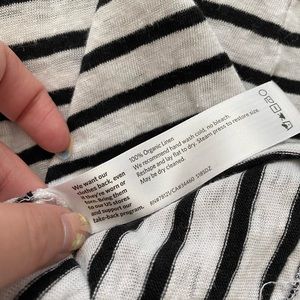 We want our
clothes back, even
if they're worn or
torn. Bring them
to our US stores
and support our
take-back program.
100% Organic Linen
We recommend hand wash cold, no bleach.
Reshape and lay flat to dry. Steam press to restore size.
May be dry cleaned.